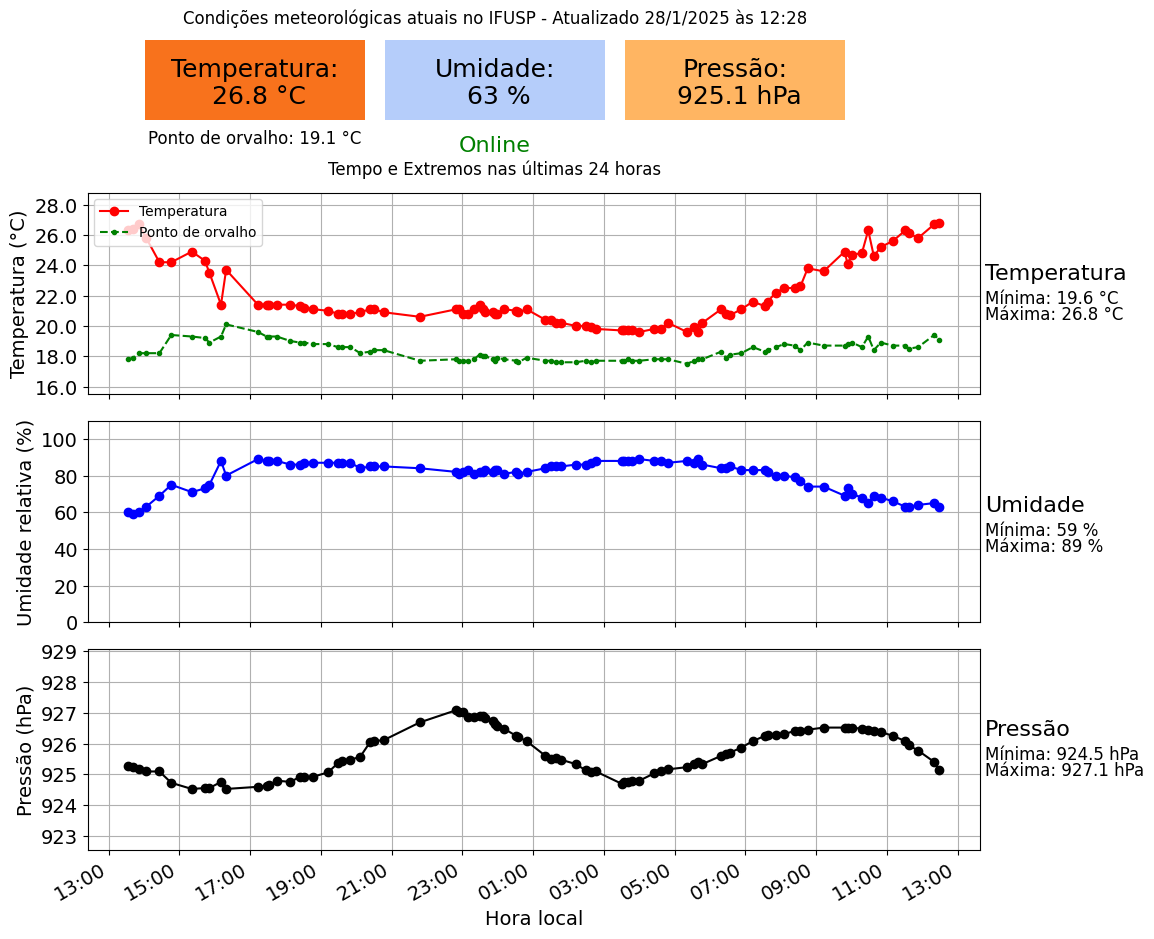 Condições meteorológicas atuais no IFUSP - Atualizado 28/1/2025 às 12:28
Temperatura:
26.8 °C
Umidade:
63 %
Pressão:
925.1 hPa
Ponto de orvalho: 19.1 °C
Online
Tempo e Extremos nas últimas 24 horas
Temperatura (°C)
28.0
26.0
24.0
22.0
20.0
18.0
16.0
Temperatura
Ponto de orvalho
Temperatura
Mínima: 19.6 °C
Máxima: 26.8 °C
Umidade relativa (%)
100
80
60
40
20
0
Umidade
Mínima: 59 %
Máxima: 89 %
Pressão (hPa)
929
928
927
926
925
924
923
Pressão
Mínima: 924.5 hPa
Máxima: 927.1 hPa
13:00 15:00 17:00 19:00 21:00 23:00 01:00 03:00 05:00 07:00 09:00 11:00 13:00
Hora local